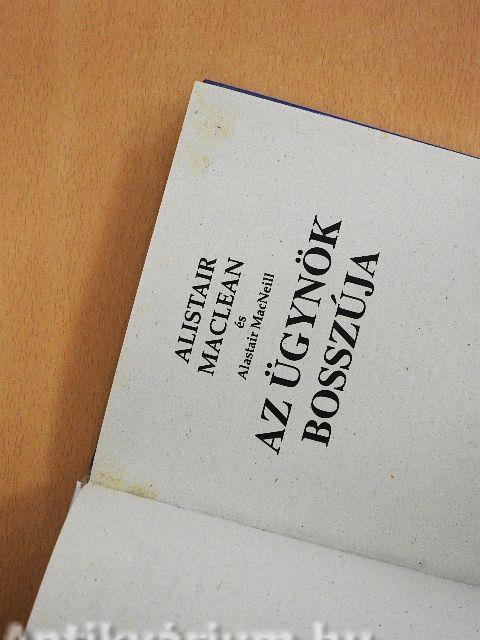 ALISTAIR
MACLEAN
és
Alastair MacNeill
AZ ÜGYNÖK
BOSSZÚJA
Antikvárium.hu